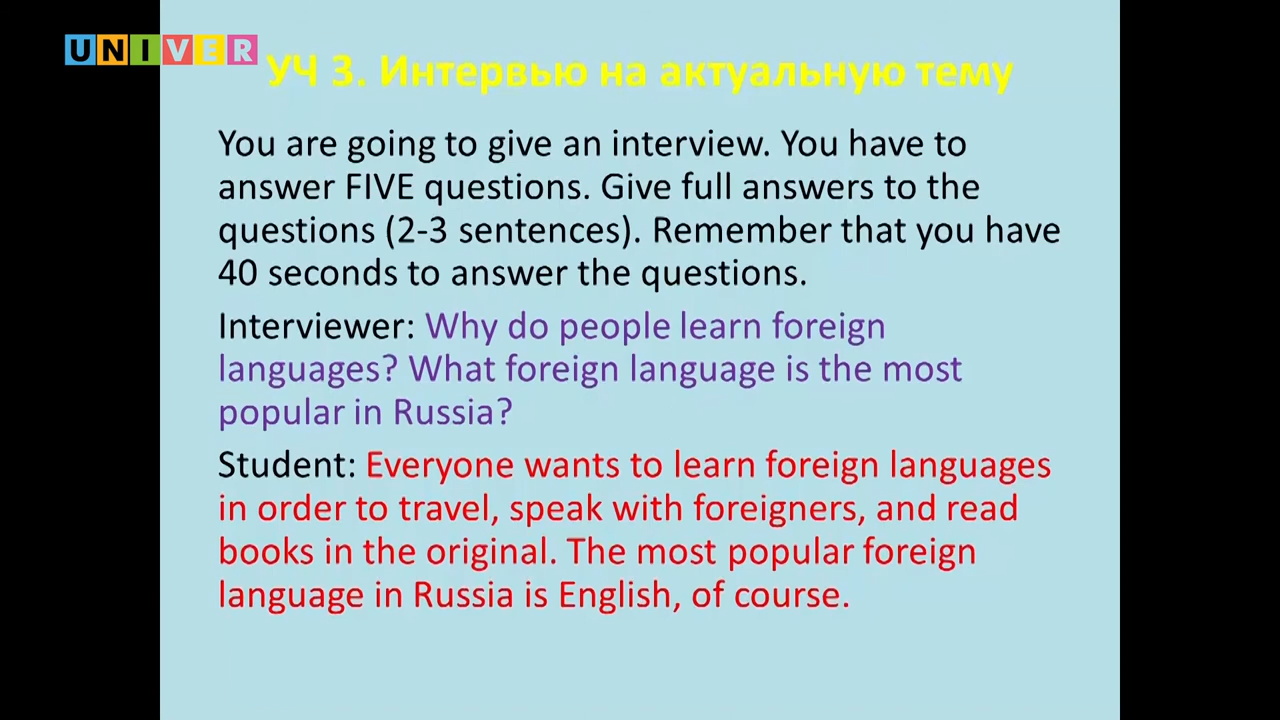 UNIVER
УЧ 3. Интервью на актуальную тему
You are going to give an interview. You have to
answer FIVE questions. Give full answers to the
questions (2-3 sentences). Remember that you have
40 seconds to answer the questions.
Interviewer: Why do people learn foreign
languages? What foreign language is the most
popular in Russia?
Student: Everyone wants to learn foreign languages
in order to travel, speak with foreigners, and read
books in the original. The most popular foreign
language in Russia is English, of course.